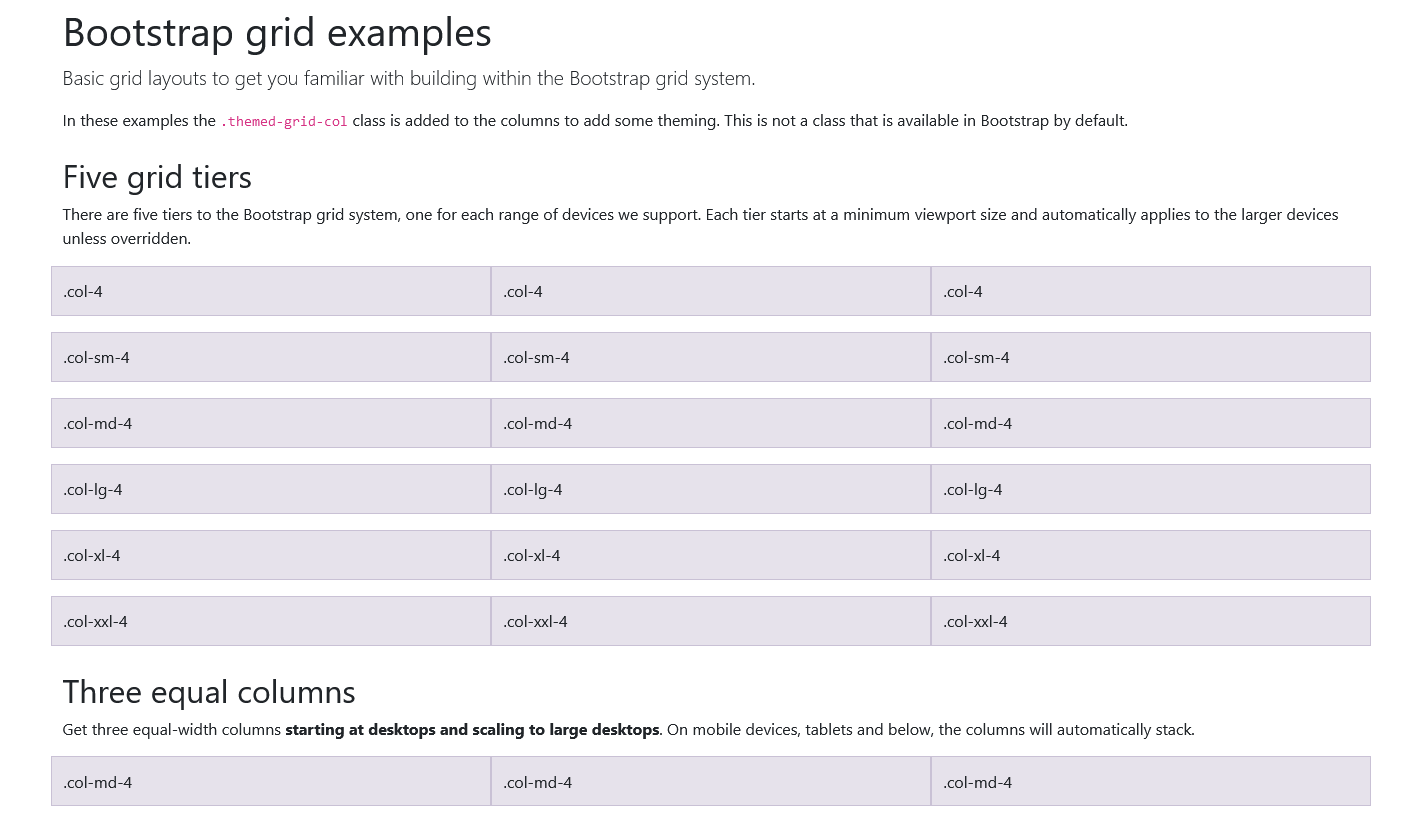 Bootstrap grid examples
Basic grid layouts to get you familiar with building within the Bootstrap grid system.
In these examples the .themed-grid-col class is added to the columns to add some theming. This is not a class that is available in Bootstrap by default.
Five grid tiers
There are five tiers to the Bootstrap grid system, one for each range of devices we support. Each tier starts at a minimum viewport size and automatically applies to the larger devices
unless overridden.
.col-4 .col-4 .col-4
.col-sm-4 .col-sm-4 .col-sm-4
.col-md-4 .col-md-4 .col-md-4
.col-lg-4 .col-lg-4 .col-lg-4
.col-xl-4 .col-xl-4 .col-xl-4
.col-xxl-4 .col-xxl-4 .col-xxl-4
Three equal columns
Get three equal-width columns starting at desktops and scaling to large desktops. On mobile devices, tablets and below, the columns will automatically stack.
.col-md-4 .col-md-4 .col-md-4